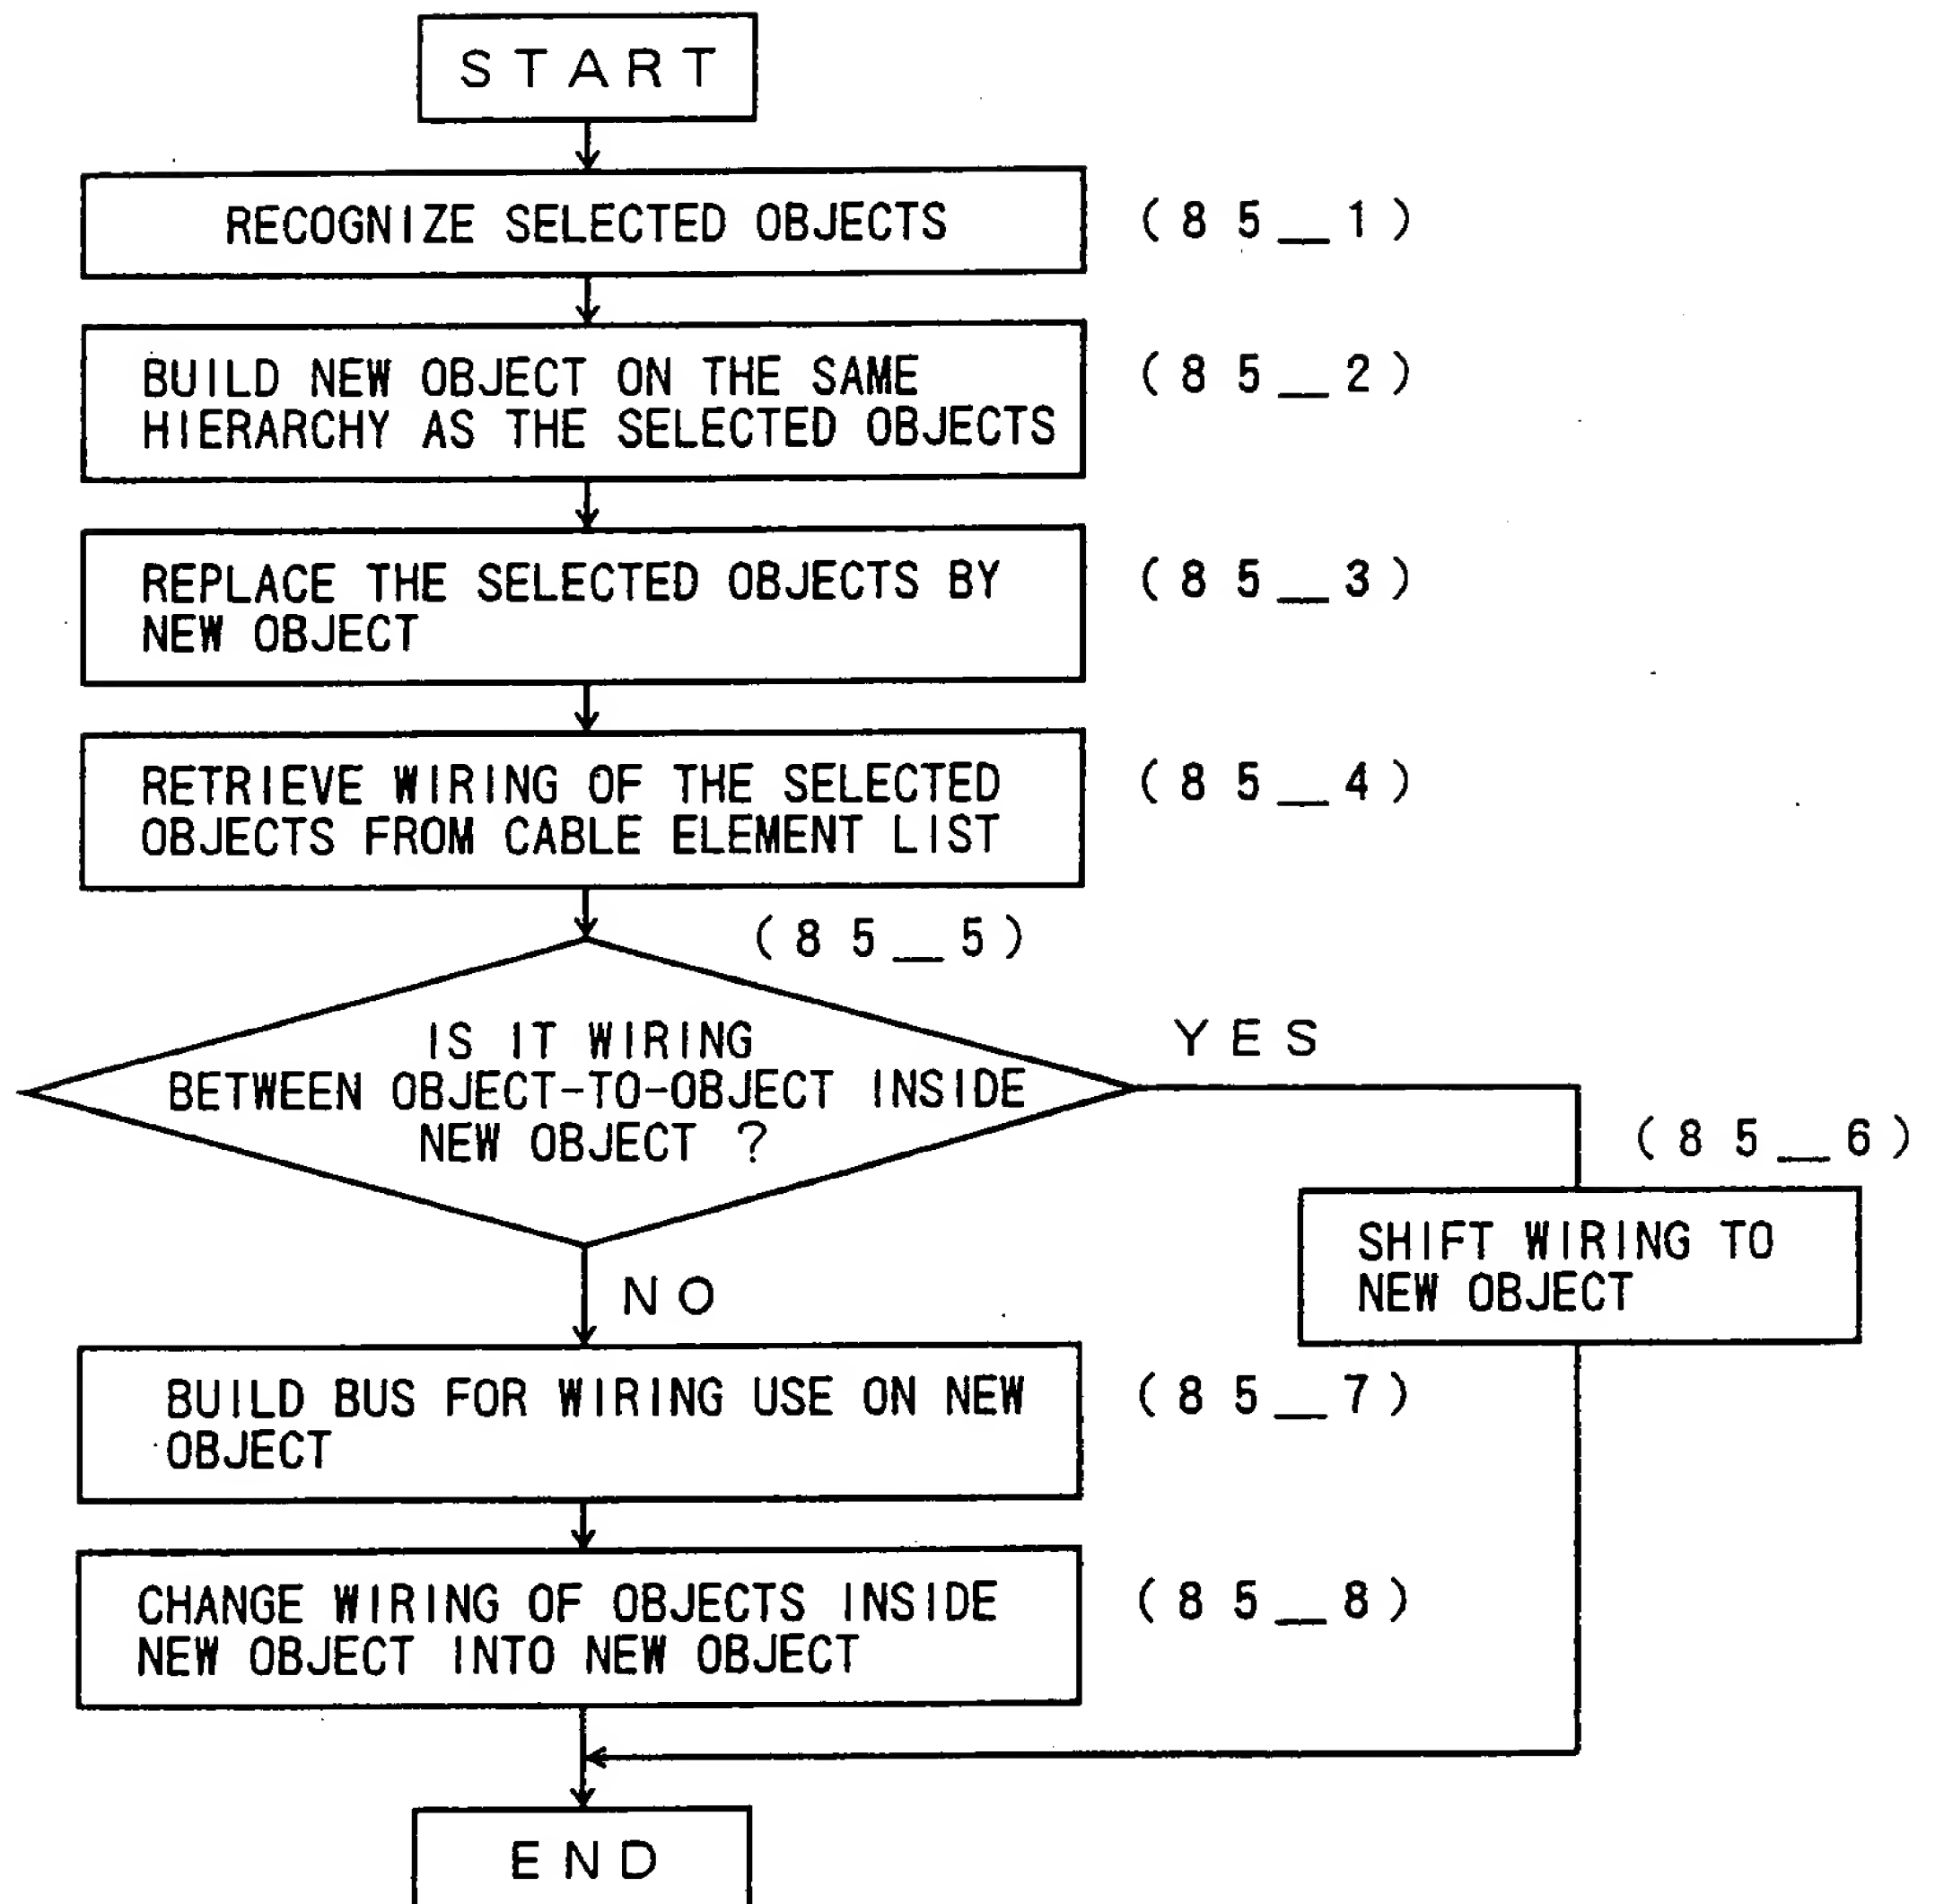 START
RECOGNIZE SELECTED OBJECTS
(85_1)
BUILD NEW OBJECT ON THE SAME
HIERARCHY AS THE SELECTED OBJECTS
(85_2)
REPLACE THE SELECTED OBJECTS BY
NEW OBJECT
(85_3)
RETRIEVE WIRING OF THE SELECTED
OBJECTS FROM CABLE ELEMENT LIST
(85_4)
(85_5)
IS IT WIRING
BETWEEN OBJECT-TO-OBJECT INSIDE
NEW OBJECT ?
YES
(85_6)
SHIFT WIRING TO
NEW OBJECT
NO
BUILD BUS FOR WIRING USE ON NEW
OBJECT
(85_7)
CHANGE WIRING OF OBJECTS INSIDE
NEW OBJECT INTO NEW OBJECT
(85_8)
END